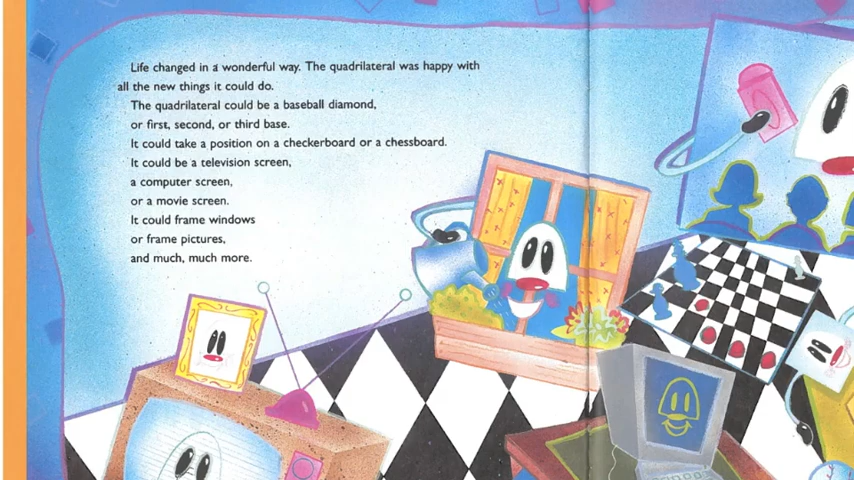 Life changed in a wonderful way. The quadrilateral was happy with
all the new things it could do.
The quadrilateral could be a baseball diamond,
or first, second, or third base.
It could take a position on a checkerboard or a chessboard.
It could be a television screen,
a computer screen,
or a movie screen.
It could frame windows
or frame pictures,
and much, much more.